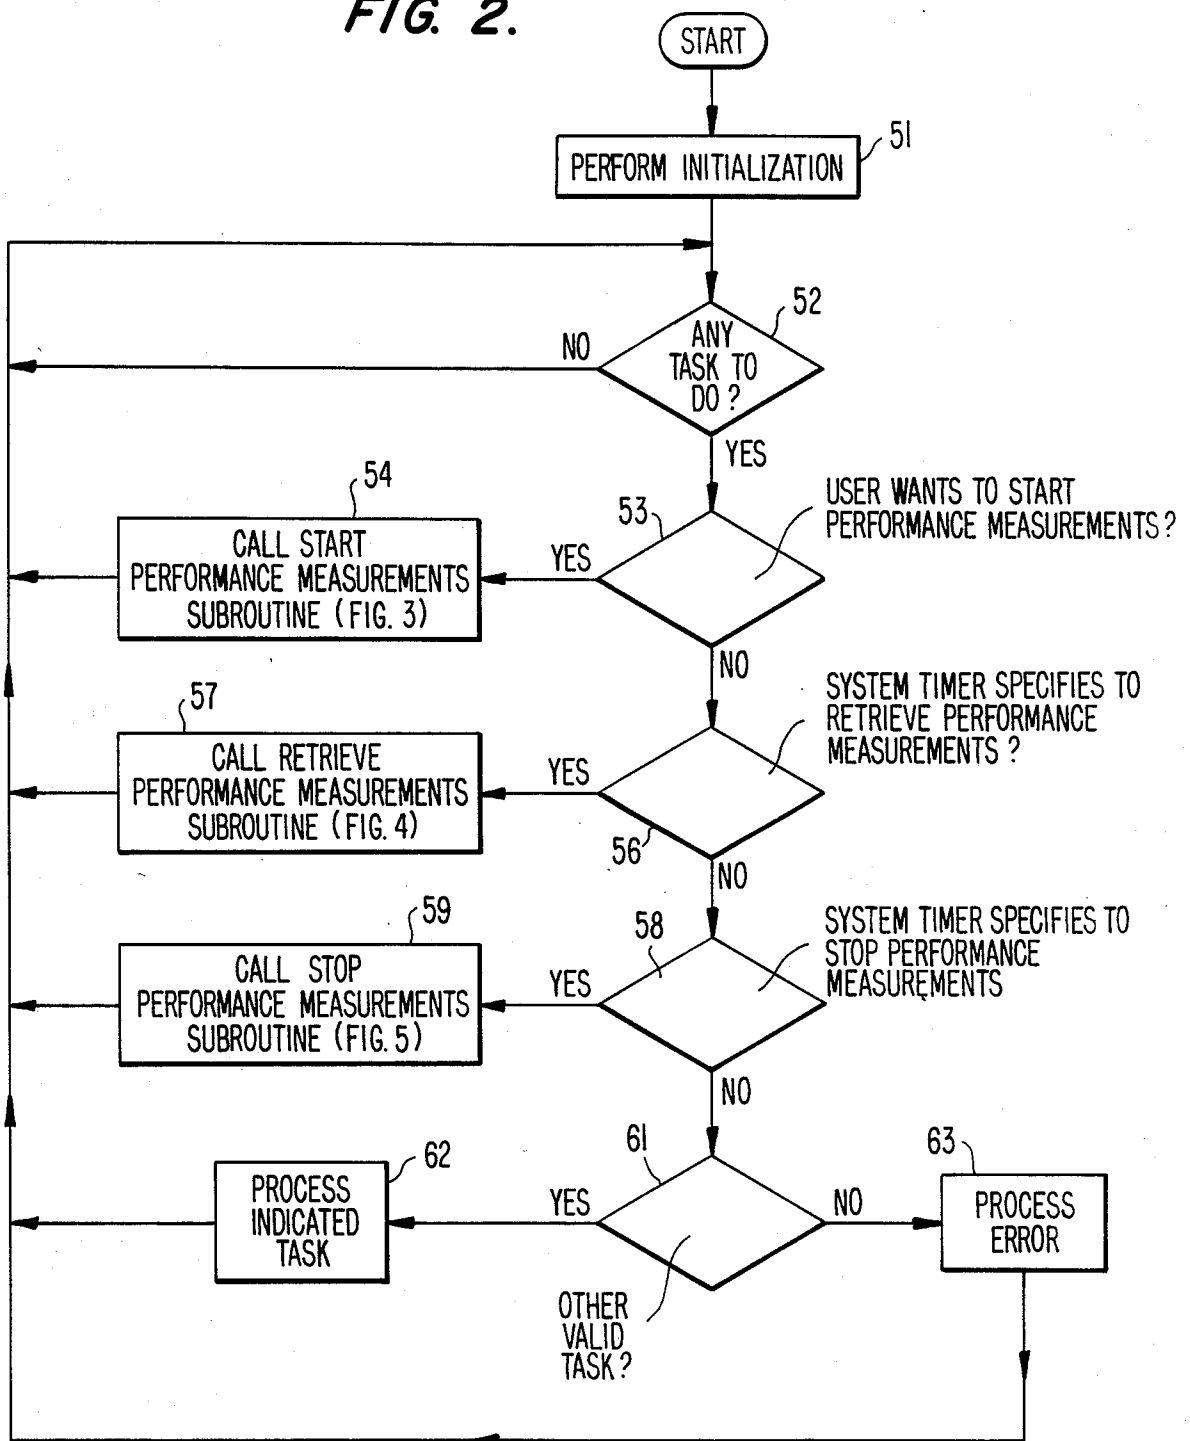 FIG. 2.
START
PERFORM INITIALIZATION
51
52
ANY
TASK TO
DO?
NO
YES
54
CALL START
PERFORMANCE MEASUREMENTS
SUBROUTINE (FIG. 3)
YES
53
USER WANTS TO START
PERFORMANCE MEASUREMENTS?
NO
57
CALL RETRIEVE
PERFORMANCE MEASUREMENTS
SUBROUTINE (FIG. 4)
YES
56
SYSTEM TIMER SPECIFIES TO
RETRIEVE PERFORMANCE
MEASUREMENTS?
NO
59
CALL STOP
PERFORMANCE MEASUREMENTS
SUBROUTINE (FIG. 5)
YES
58
SYSTEM TIMER SPECIFIES TO
STOP PERFORMANCE
MEASUREMENTS
NO
62
PROCESS
INDICATED
TASK
YES
61
NO
63
PROCESS
ERROR
OTHER
VALID
TASK?